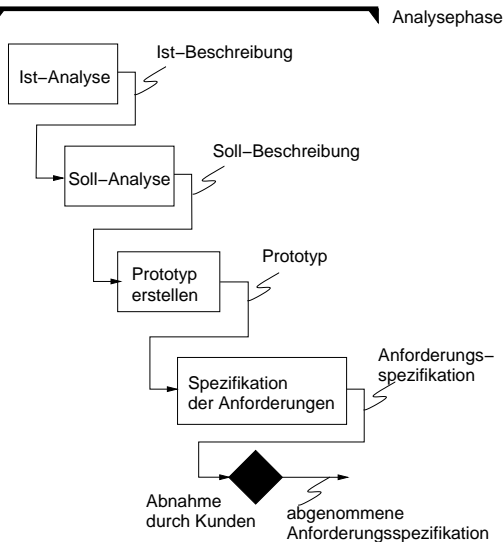 Analysephase
Ist–Beschreibung
Ist–Analyse
Soll–Beschreibung
Soll–Analyse
Prototyp
Prototyp
erstellen
Anforderungs–
spezifikation
Spezifikation
der Anforderungen
Abnahme
durch Kunden
abgenommene
Anforderungsspezifikation